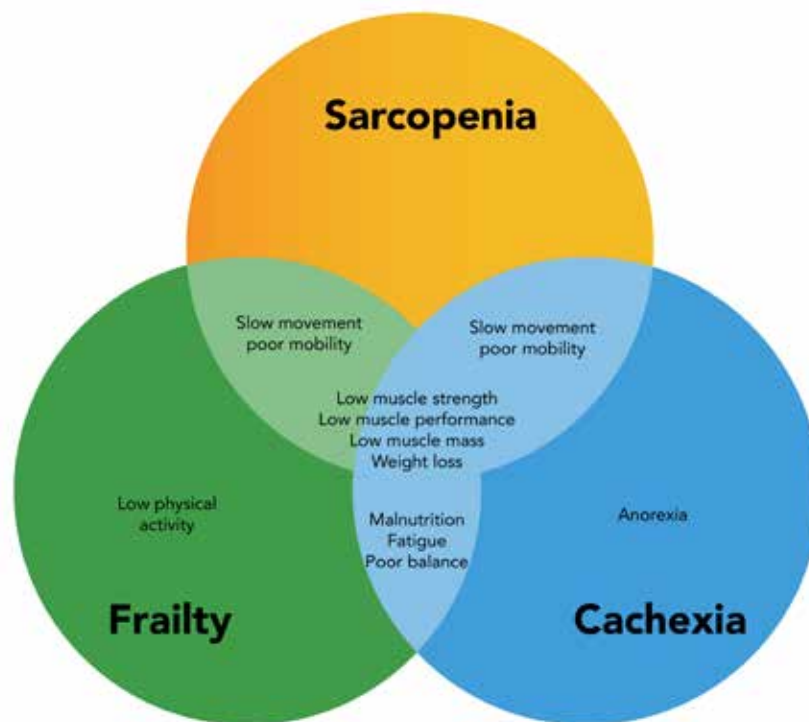 Sarcopenia
Slow movement
poor mobility
Slow movement
poor mobility
Low muscle strength
Low muscle performance
Low muscle mass
Weight loss
Low physical
activity
Malnutrition
Fatigue
Poor balance
Anorexia
Frailty
Cachexia